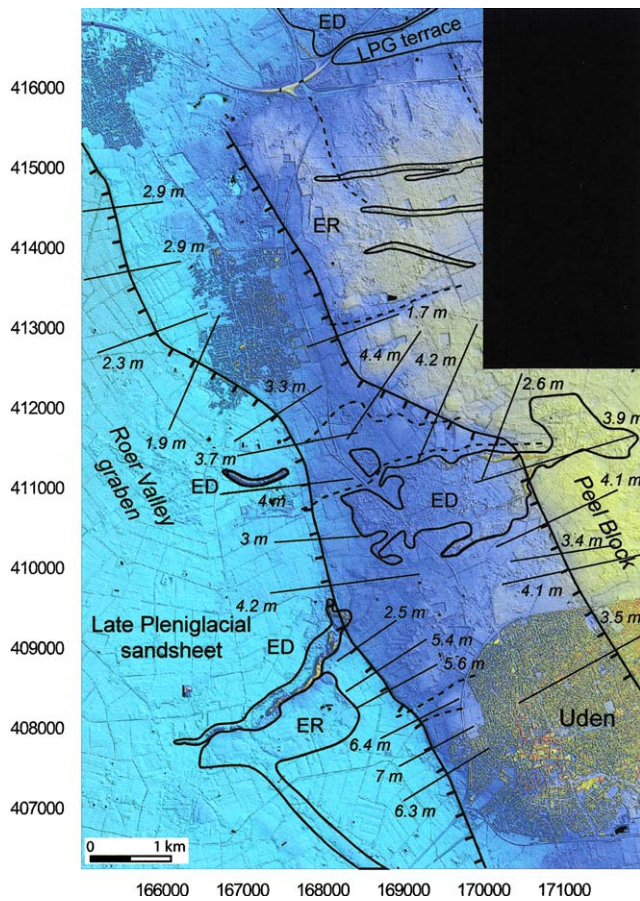 ED
LPG terrace
416000
415000
2.9 m
ER
414000
2.9 m
413000
1.7 m
2.3 m
4.4 m
4.2 m
3.3 m
2.6 m
412000
1.9 m
3.9 m
3.7 m
Roer Valley
graben
ED
4 m
ED
4.1 m
Peel Block
411000
3 m
3.4 m
410000
4.2 m
4.1 m
2.5 m
3.5 m
Late Pleniglacial
sandsheet
ED
409000
5.4 m
5.6 m
ER
Uden
408000
6.4 m
7 m
6.3 m
407000
0 1 km
166000 167000 168000 169000 170000 171000